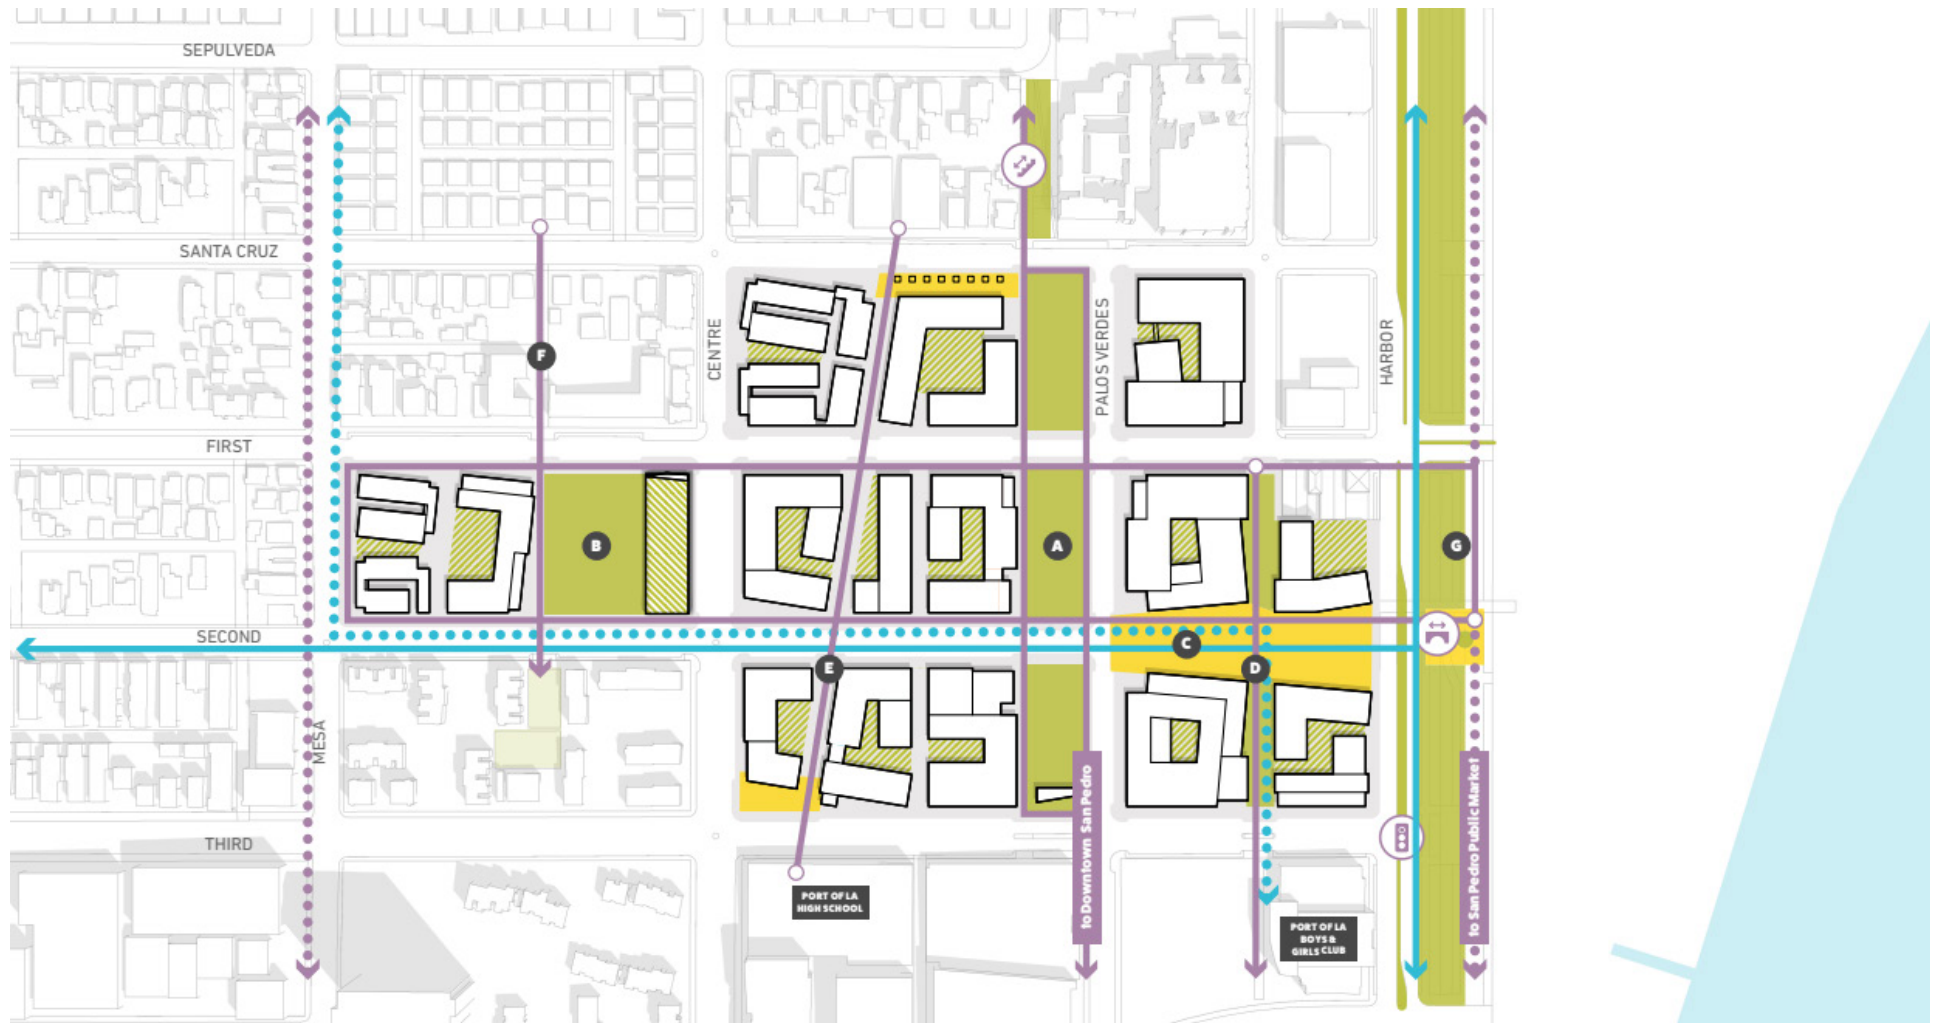 SEPULVEDA
SANTA CRUZ
CENTRE
PALOS VERDES
HARBOR
F
FIRST
B
A
G
SECOND
C
E
D
MESA
THIRD
to Downtown San Pedro
to San Pedro Public Market
PORT OF LA
HIGH SCHOOL
PORT OF LA
BOYS &
GIRLS CLUB